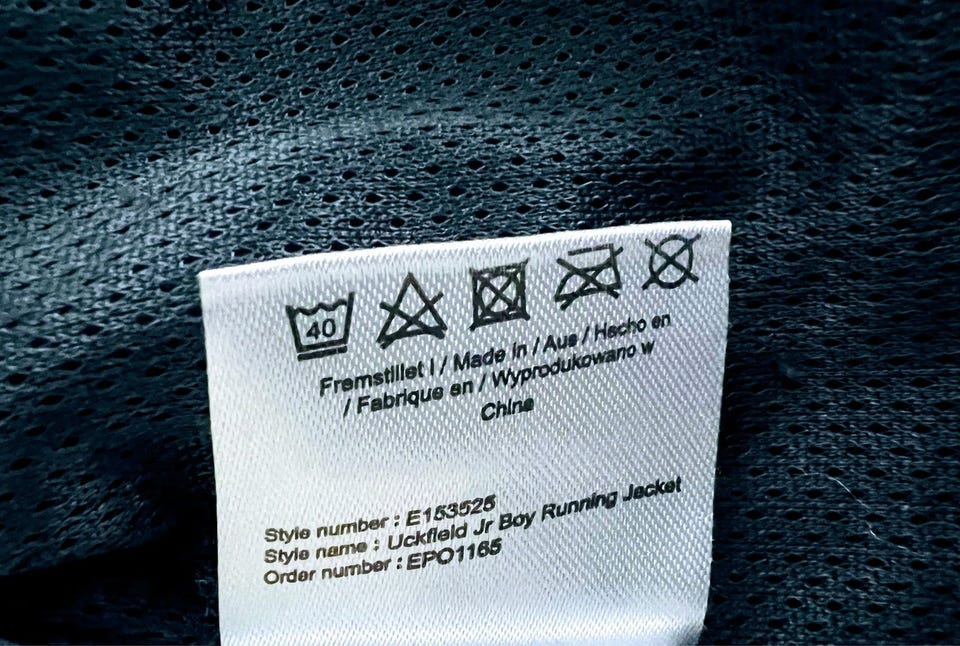 40
Fremstillet I / Made in / Aus / Hecho en
/ Fabrique en / Wyprodukowano w
China
Style number : E153525
Style name : Uckfield Jr Boy Running Jacket
Order number : EPO1165